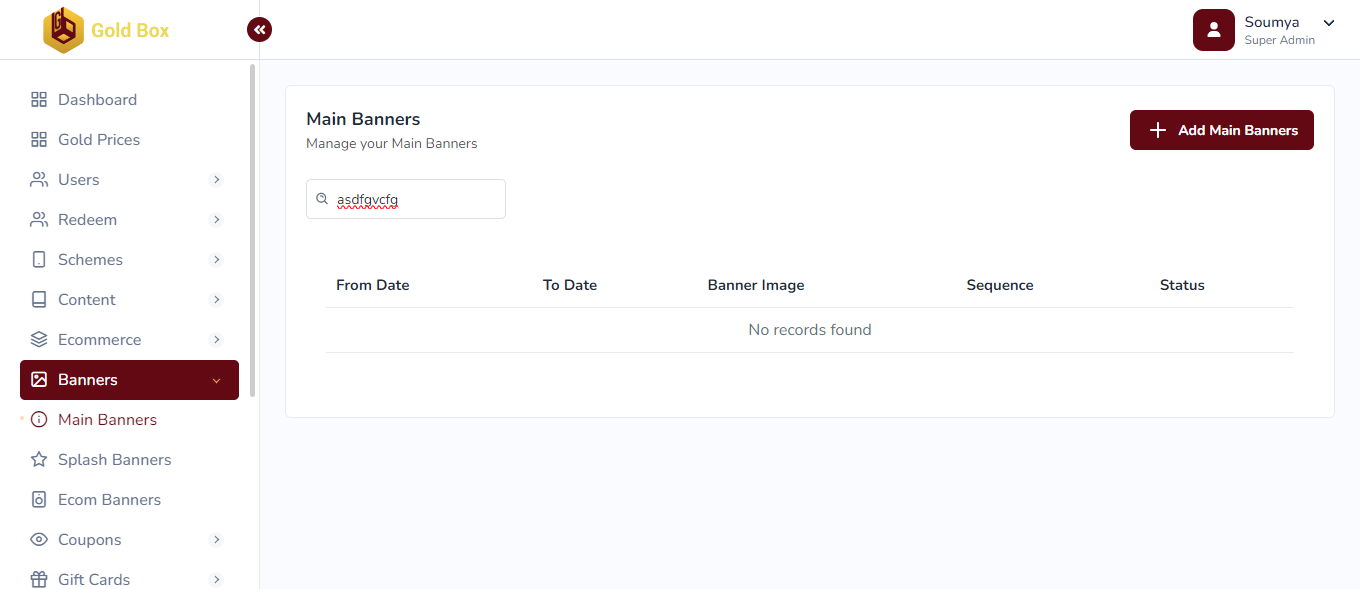 Gold Box
Soumya
Super Admin
Dashboard
Gold Prices
Users
Redeem
Schemes
Content
Ecommerce
Banners
Main Banners
Splash Banners
Ecom Banners
Coupons
Gift Cards
Main Banners
Manage your Main Banners
Add Main Banners
asdfgvcfg
From Date To Date Banner Image Sequence Status
No records found